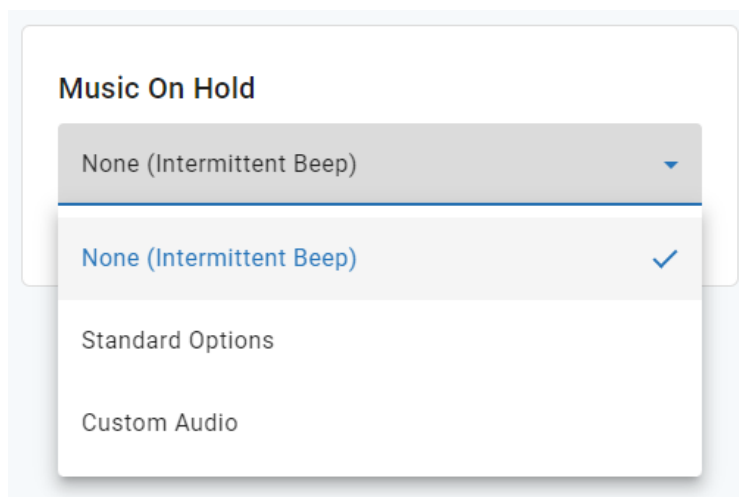 Music On Hold
None (Intermittent Beep)
None (Intermittent Beep)
Standard Options
Custom Audio